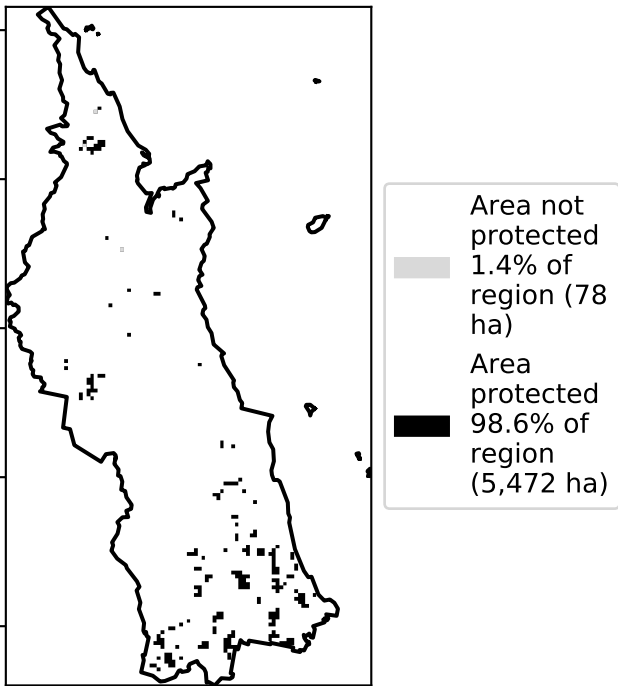 Area not
protected
1.4% of
region (78
ha)
Area
protected
98.6% of
region
(5,472 ha)